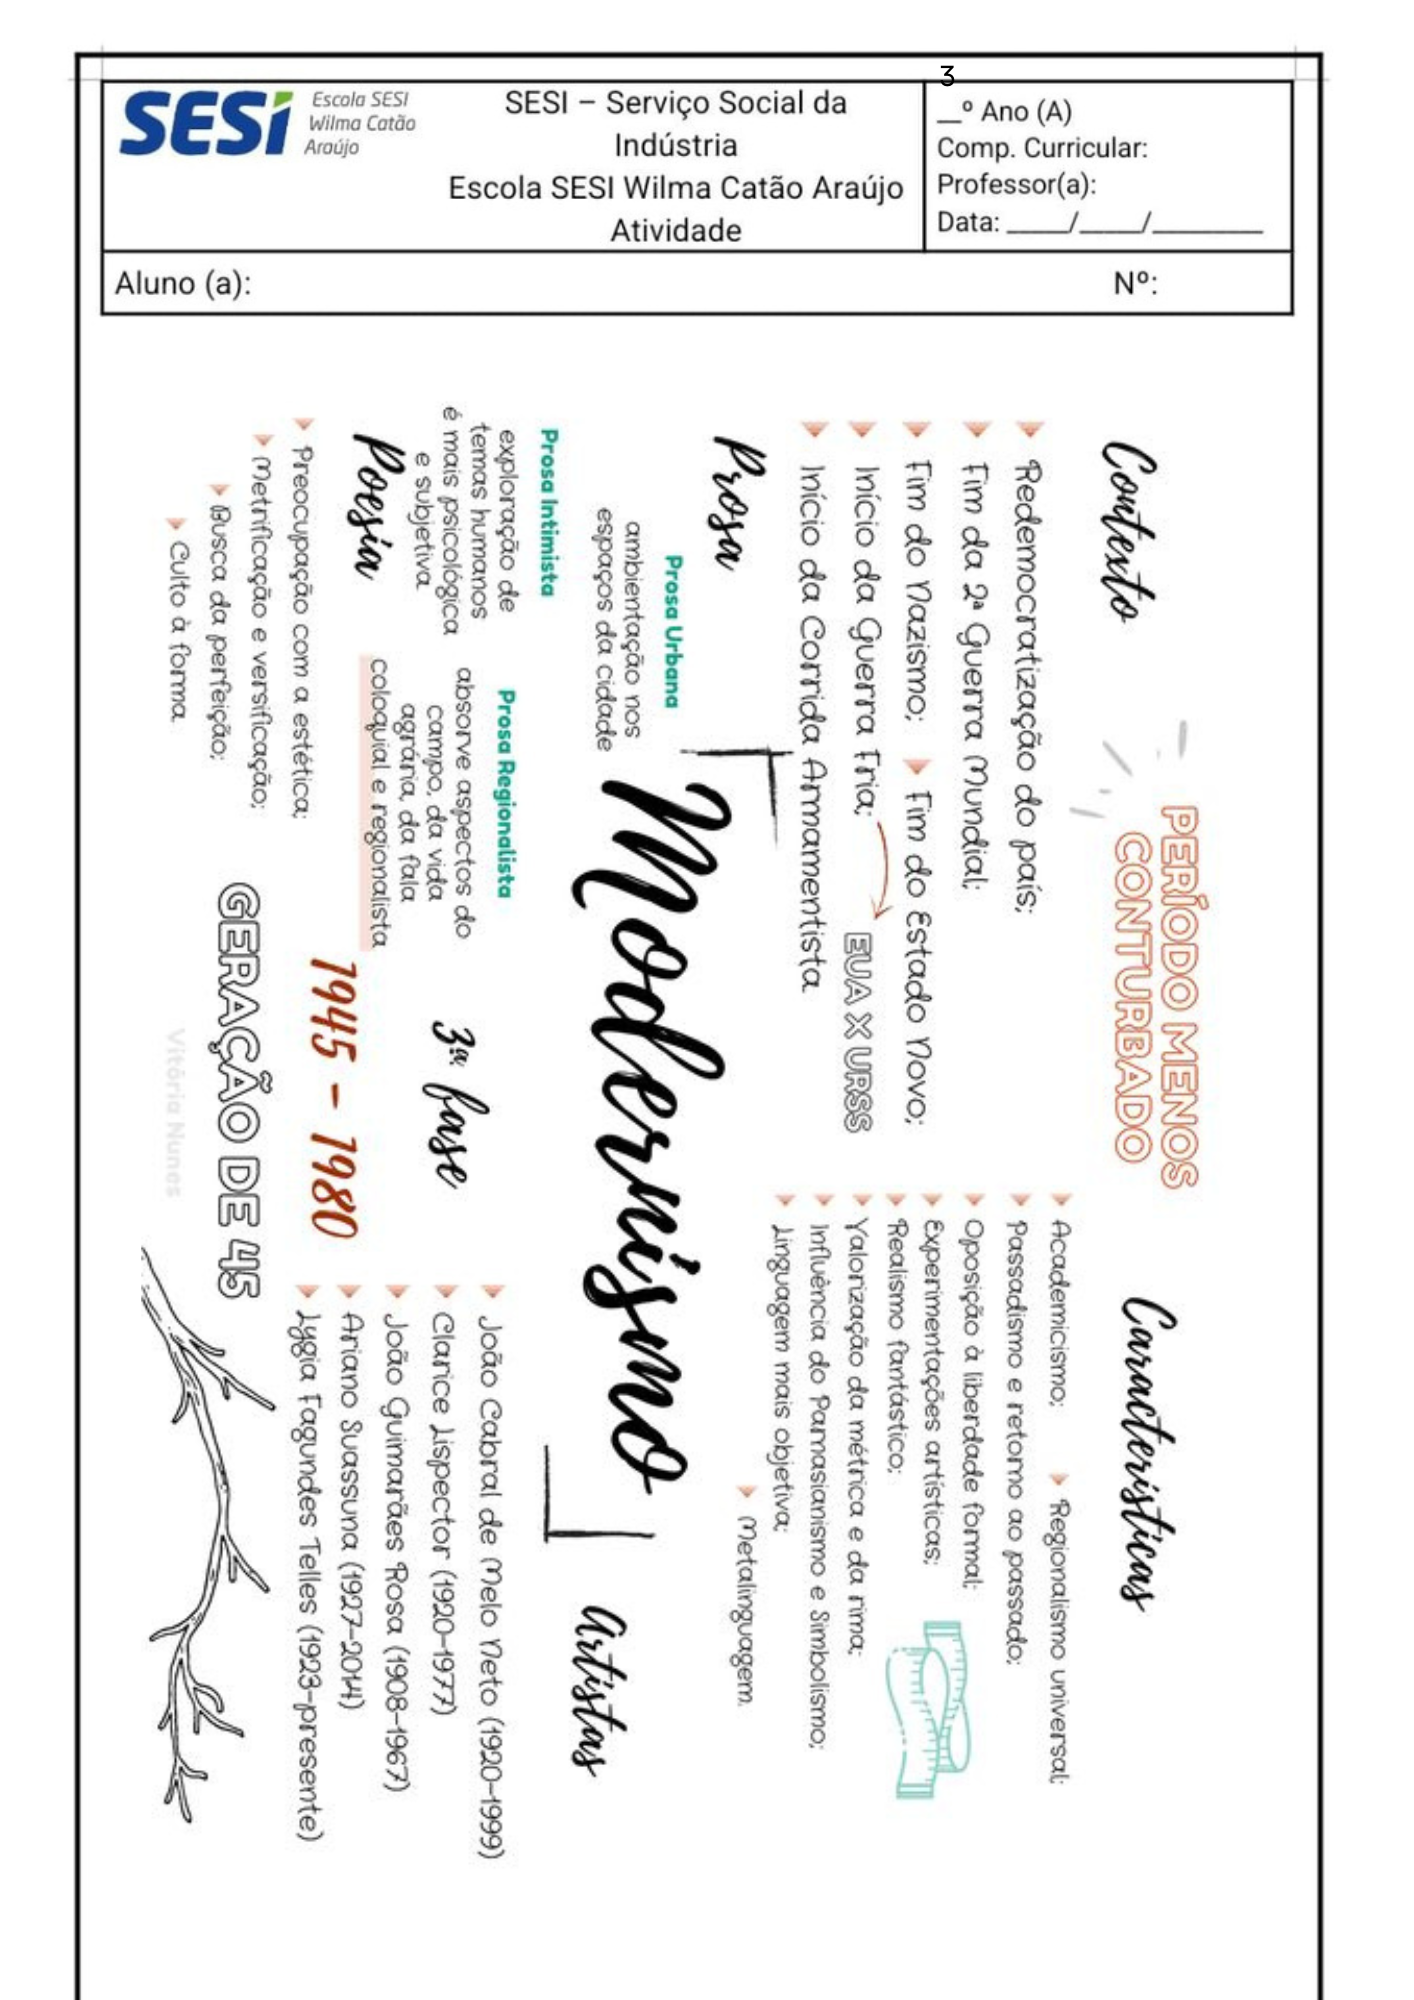 3
SESI
Escola SESI
Wilma Catão
Araújo
SESI – Serviço Social da
Indústria
Escola SESI Wilma Catão Araújo
Atividade
__º Ano (A)
Comp. Curricular:
Professor(a):
Data: _____/_____/_________
Aluno (a):
Nº:
Contexto
PERÍODO MENOS
CONTURBADO
Redemocratização do país;
Fim da 2ª Guerra Mundial;
Fim do Nazismo;
Fim do Estado Novo;
Início da Guerra Fria;
EUA X URSS
Início da Corrida Armamentista.
Características
Academicismo;
Regionalismo universal;
Passadismo e retorno ao passado;
Oposição à liberdade formal;
Experimentações artísticas;
Realismo fantástico;
Valorização da métrica e da rima;
Influência do Parnasianismo e Simbolismo;
Linguagem mais objetiva;
Metalinguagem.
Modernismo
3ª fase
1945 - 1980
GERAÇÃO DE 45
Prosa
Prosa Urbana
ambientação nos
espaços da cidade
Prosa Intimista
exploração de
temas humanos
é mais psicológica
e subjetiva.
Prosa Regionalista
absorve aspectos do
campo, da vida
agrária, da fala
coloquial e regionalista
Poesia
Preocupação com a estética;
Metrificação e versificação;
Busca da perfeição;
Culto à forma.
Artistas
João Cabral de Melo Neto (1920-1999)
Clarice Lispector (1920-1977)
João Guimarães Rosa (1908-1967)
Ariano Suassuna (1927-2014)
Lygia Fagundes Telles (1923-presente)
Vitória Nunes